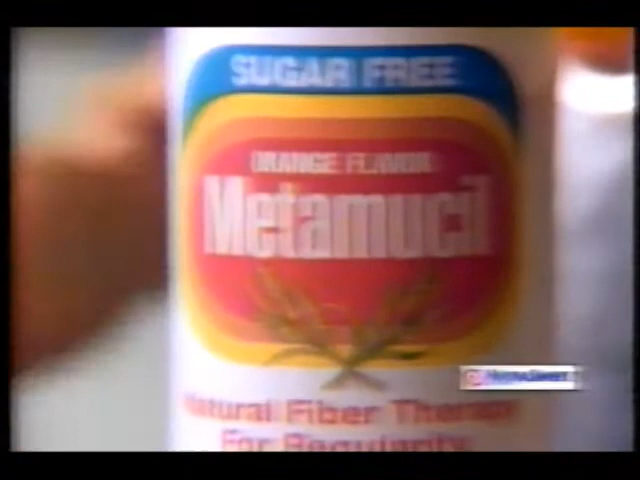 SUGAR FREE
ORANGE FLAVOR
Metamucil
Natural Fiber Therapy
For Regularity